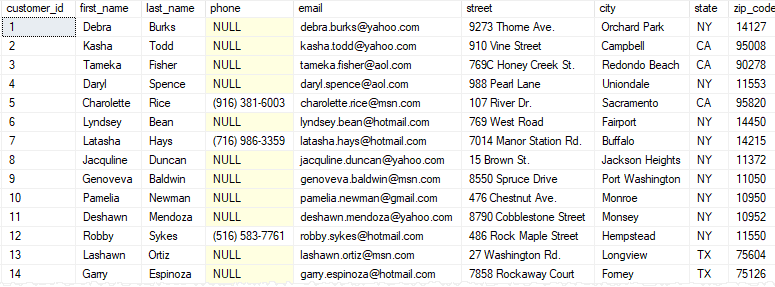 customer_id first_name last_name phone email street city state zip_code
1 Debra Burks NULL debra.burks@yahoo.com 9273 Thorne Ave. Orchard Park NY 14127
2 Kasha Todd NULL kasha.todd@yahoo.com 910 Vine Street Campbell CA 95008
3 Tameka Fisher NULL tameka.fisher@aol.com 769C Honey Creek St. Redondo Beach CA 90278
4 Daryl Spence NULL daryl.spence@aol.com 988 Pearl Lane Uniondale NY 11553
5 Charolette Rice (916) 381-6003 charolette.rice@msn.com 107 River Dr. Sacramento CA 95820
6 Lyndsey Bean NULL lyndsey.bean@hotmail.com 769 West Road Fairport NY 14450
7 Latasha Hays (716) 986-3359 latasha.hays@hotmail.com 7014 Manor Station Rd. Buffalo NY 14215
8 Jacquline Duncan NULL jacquline.duncan@yahoo.com 15 Brown St. Jackson Heights NY 11372
9 Genoveva Baldwin NULL genoveva.baldwin@msn.com 8550 Spruce Drive Port Washington NY 11050
10 Pamelia Newman NULL pamelia.newman@gmail.com 476 Chestnut Ave. Monroe NY 10950
11 Deshawn Mendoza NULL deshawn.mendoza@yahoo.com 8790 Cobblestone Street Monsey NY 10952
12 Robby Sykes (516) 583-7761 robby.sykes@hotmail.com 486 Rock Maple Street Hempstead NY 11550
13 Lashawn Ortiz NULL lashawn.ortiz@msn.com 27 Washington Rd. Longview TX 75604
14 Garry Espinoza NULL garry.espinoza@hotmail.com 7858 Rockaway Court Forney TX 75126